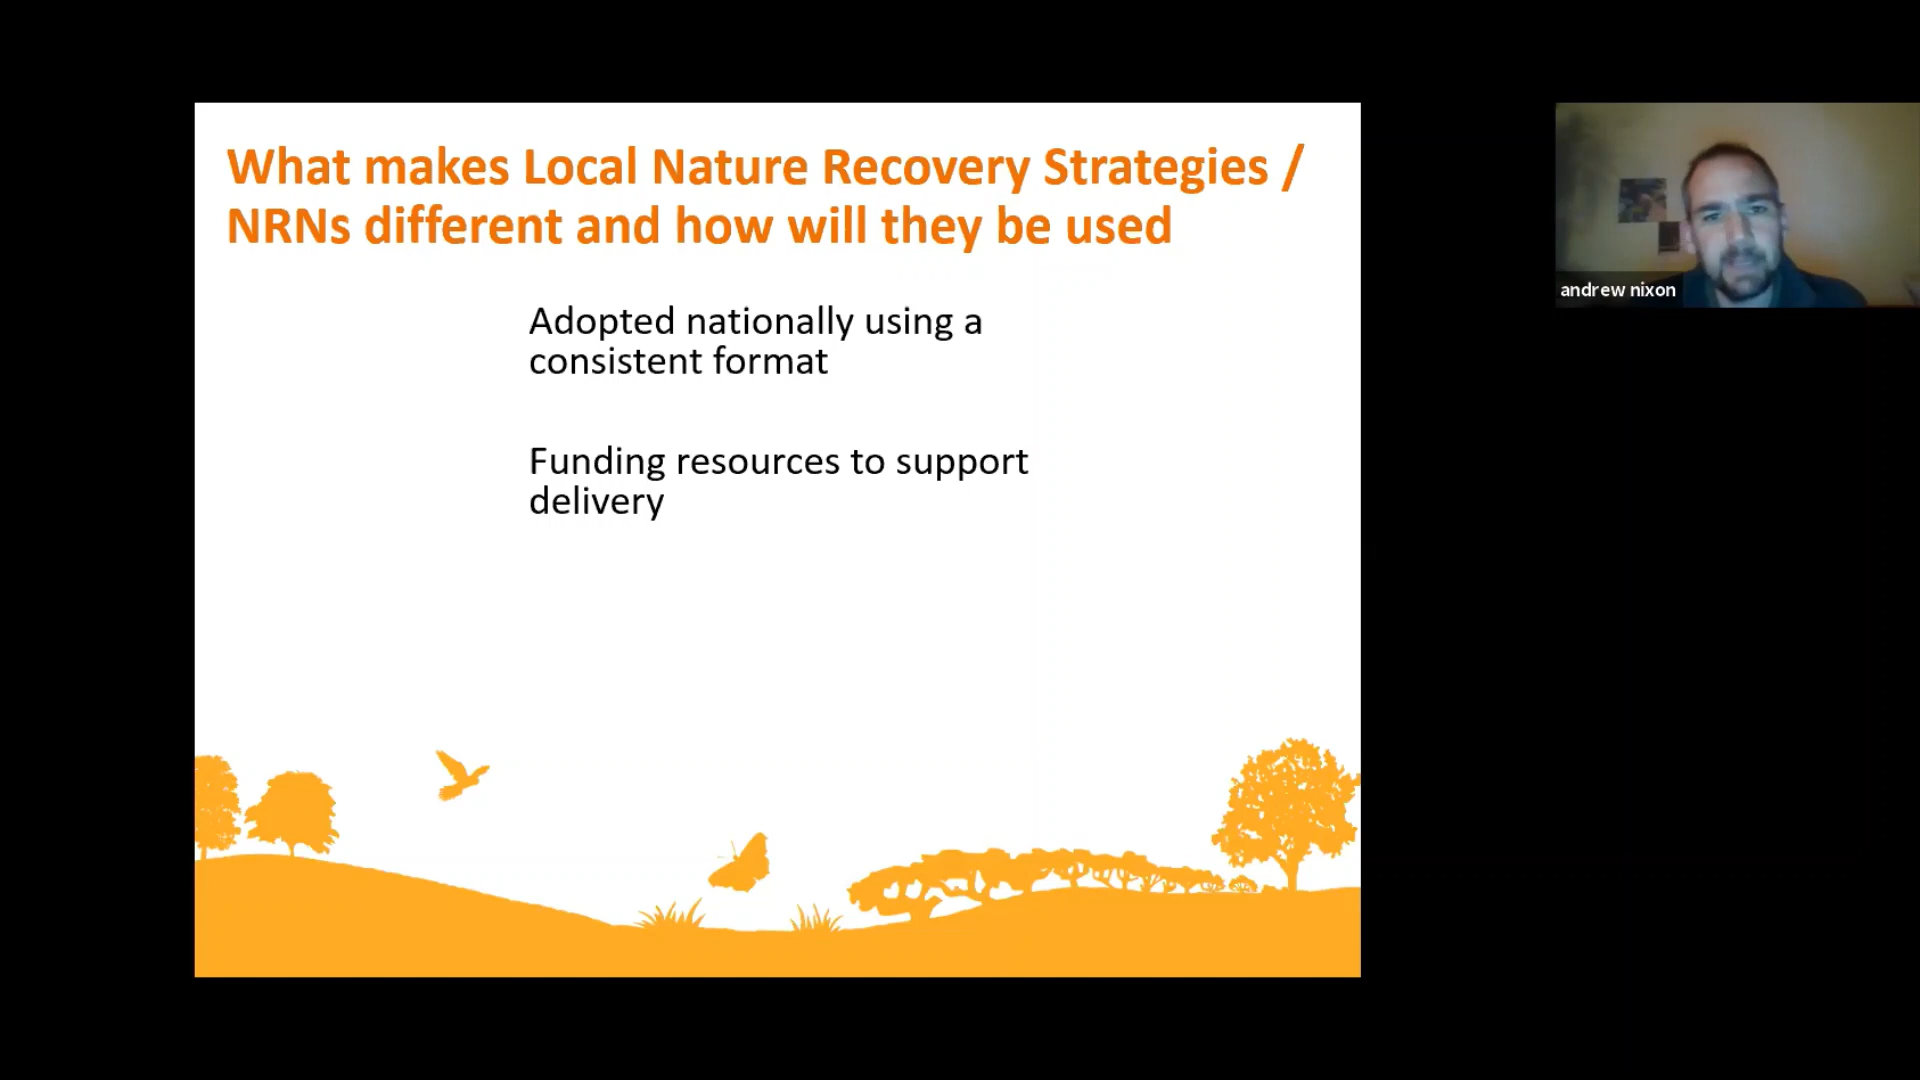 What makes Local Nature Recovery Strategies /
NRNs different and how will they be used
Adopted nationally using a
consistent format
Funding resources to support
delivery
andrew nixon